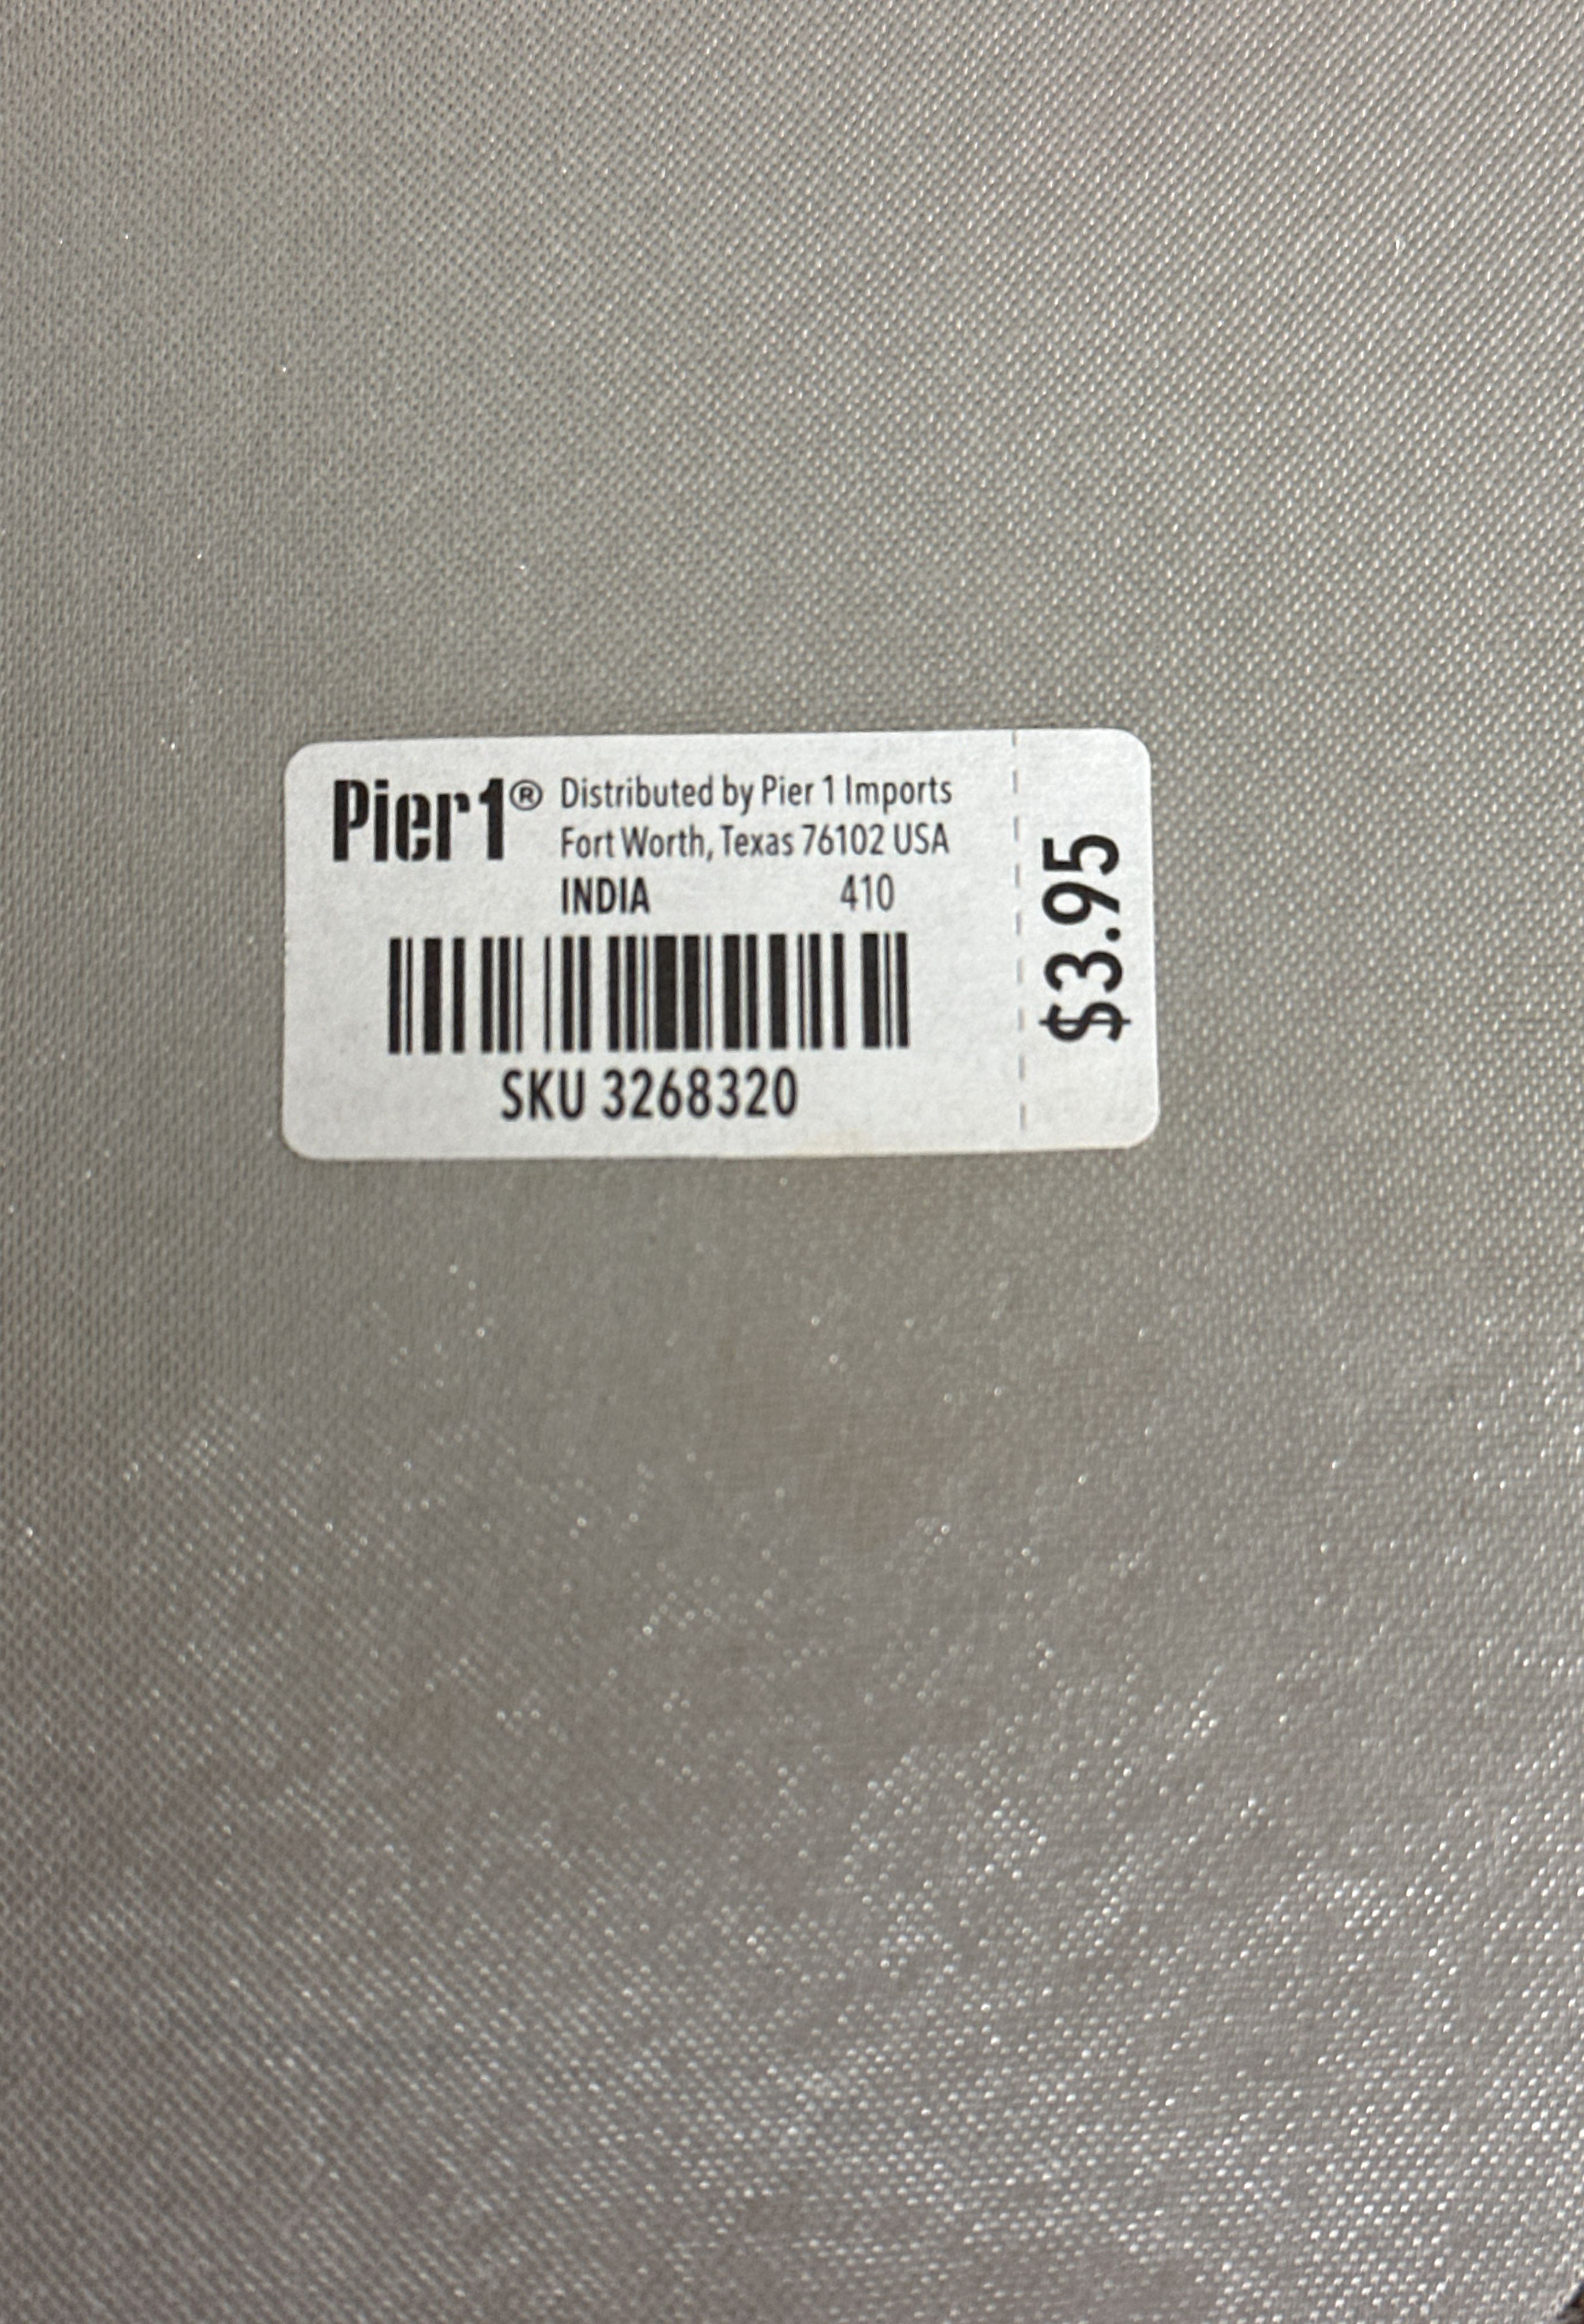 Pier1® Distributed by Pier 1 Imports
Fort Worth, Texas 76102 USA
INDIA 410
SKU 3268320
$3.95